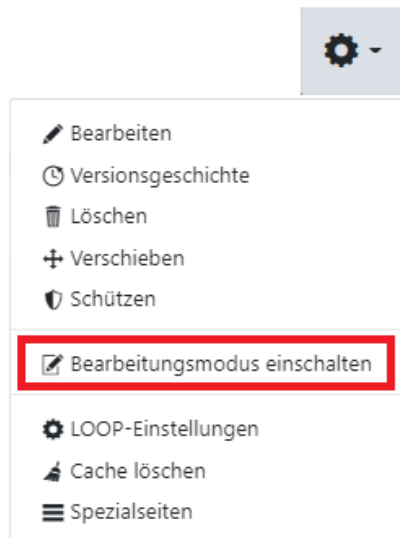 Bearbeiten
Versionsgeschichte
Löschen
Verschieben
Schützen
Bearbeitungsmodus einschalten
LOOP-Einstellungen
Cache löschen
Spezialseiten